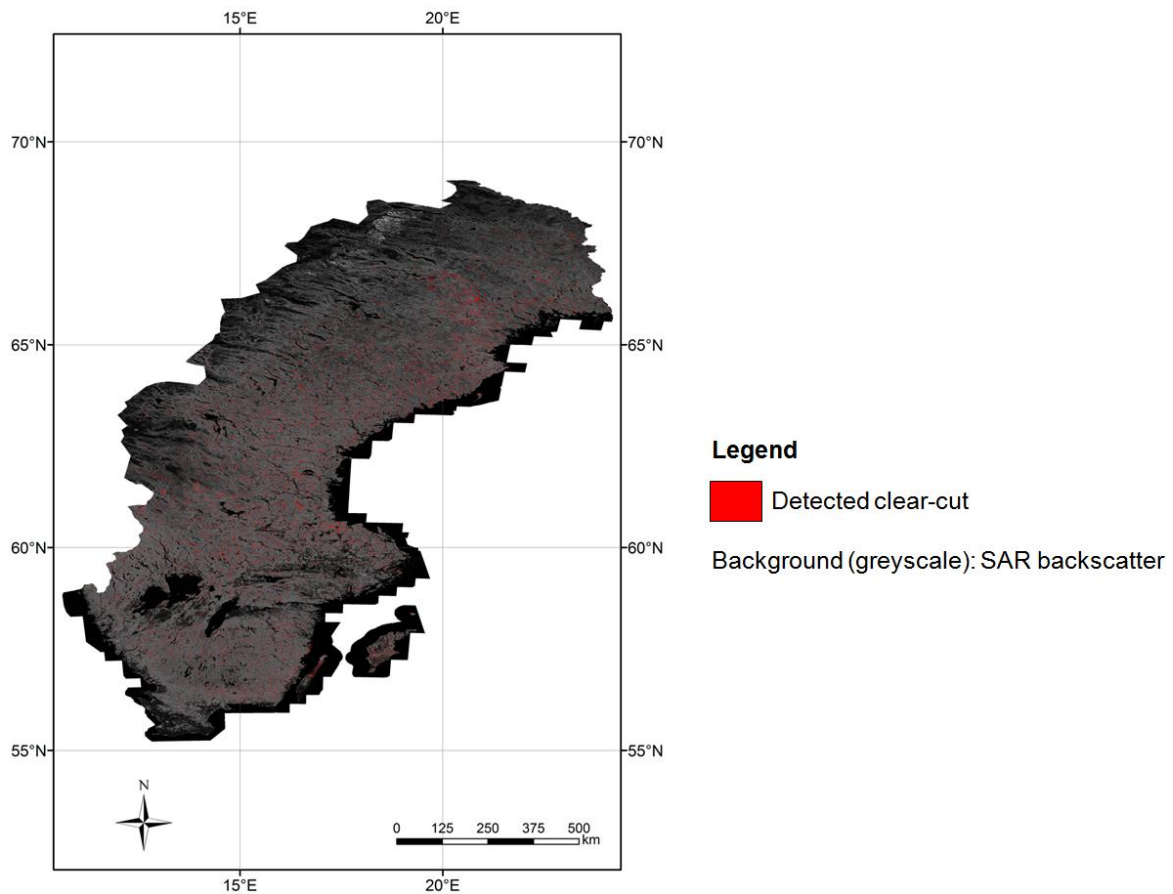 15°E 20°E
70°N 70°N
65°N 65°N
60°N 60°N
55°N 55°N
N
0 125 250 375 500
km
15°E 20°E
Legend
Detected clear-cut
Background (greyscale): SAR backscatter